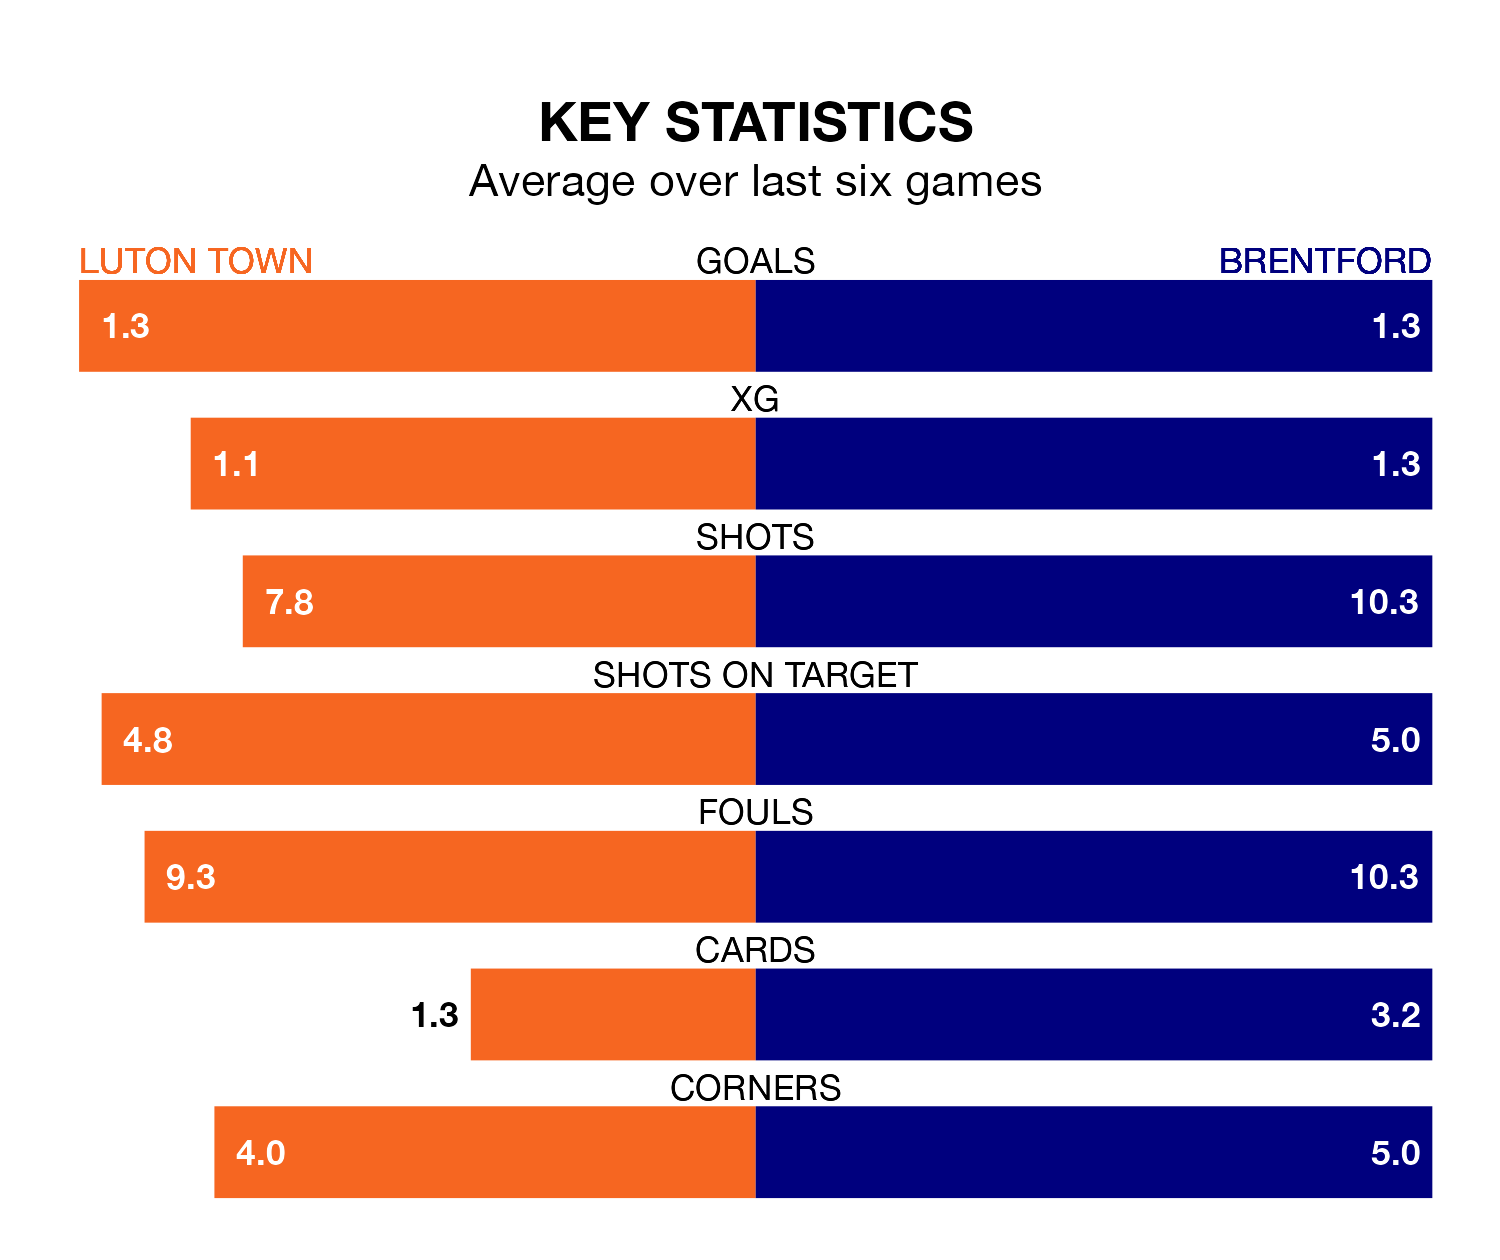 KEY STATISTICS
Average over last six games
LUTON TOWN GOALS BRENTFORD
1.3 1.3
XG
1.1 1.3
SHOTS
7.8 10.3
SHOTS ON TARGET
4.8 5.0
FOULS
9.3 10.3
CARDS
1.3 3.2
CORNERS
4.0 5.0